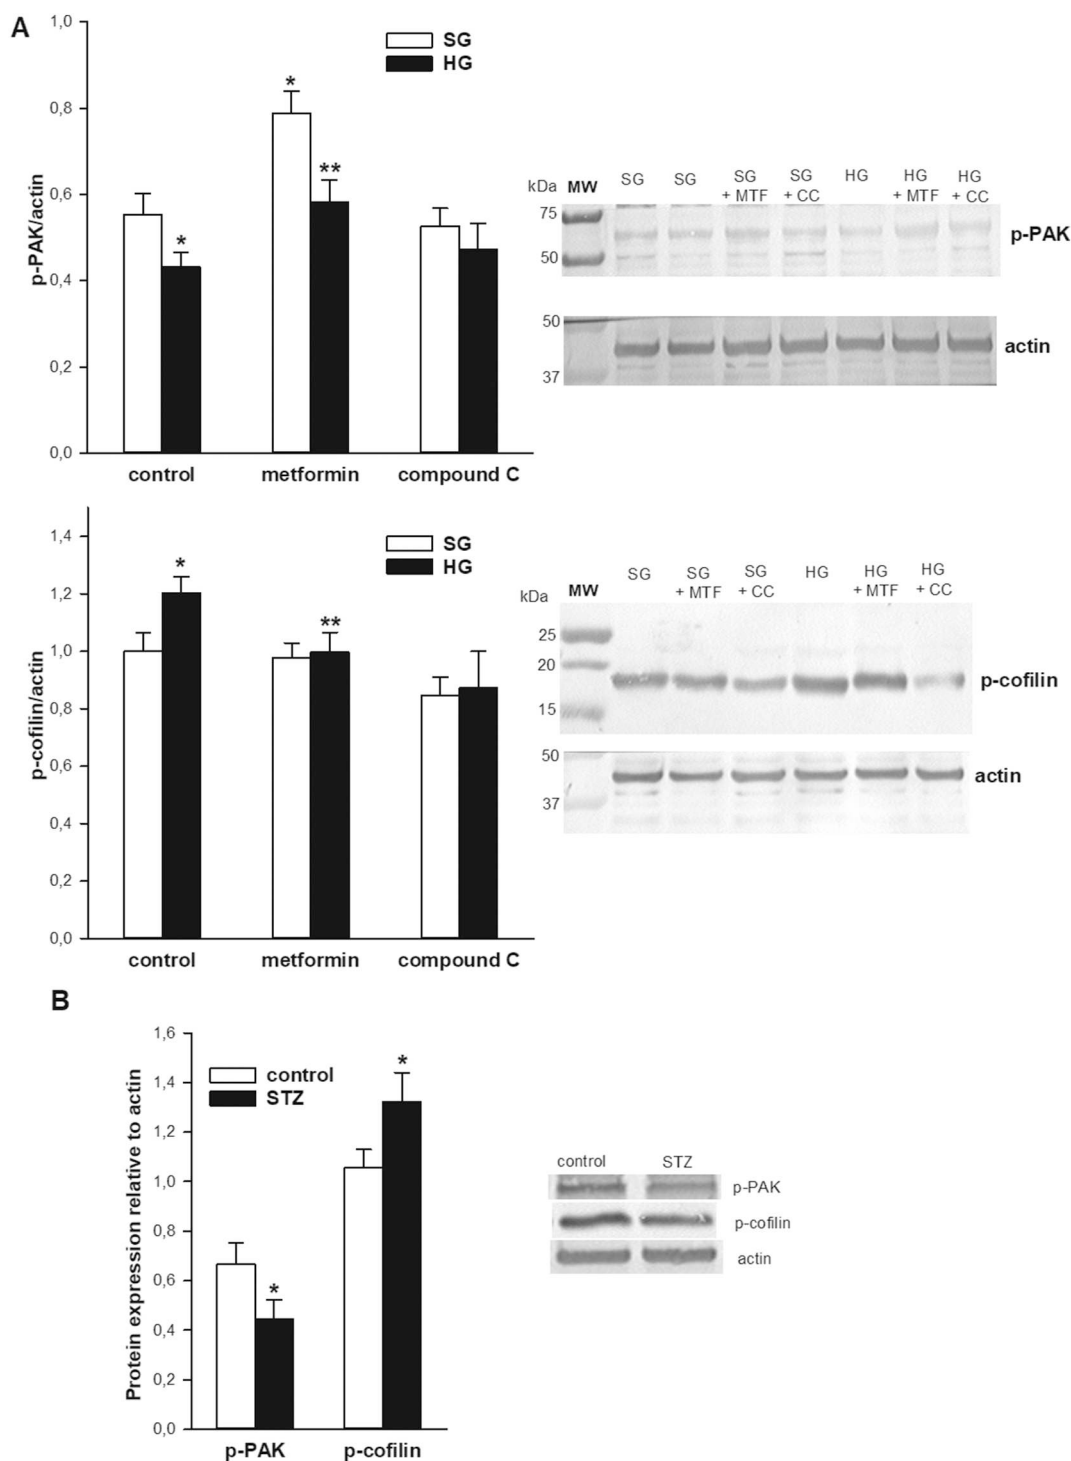 A
1,0
0,8
0,6
0,4
0,2
0,0
p-PAK/actin
SG
HG
*
*
**
control metformin compound C
kDa MW SG SG SG + MTF SG + CC HG HG + MTF HG + CC
75
50
p-PAK
50
37
actin
1,4
1,2
1,0
0,8
0,6
0,4
0,2
0,0
p-cofilin/actin
SG
HG
*
**
control metformin compound C
kDa MW SG SG + MTF SG + CC HG HG + MTF HG + CC
25
20
15
p-cofilin
50
37
actin
B
1,6
1,4
1,2
1,0
0,8
0,6
0,4
0,2
0,0
Protein expression relative to actin
control
STZ
*
*
p-PAK p-cofilin
control STZ
p-PAK
p-cofilin
actin